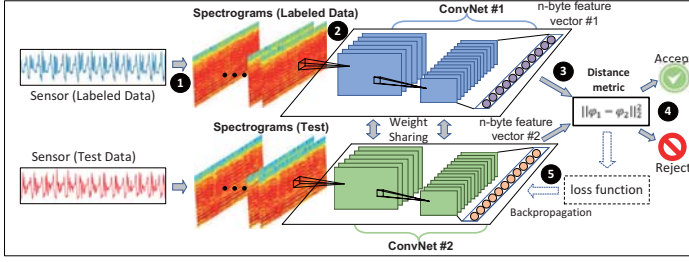 Spectrograms (Labeled Data)
2
ConvNet #1
n-byte feature
vector #1
Accept
1
Sensor (Labeled Data)
3
Distance
metric
||φ₁ − φ₂||²₂
4
Weight
Sharing
Spectrograms (Test)
n-byte feature
vector #2
Reject
Sensor (Test Data)
5
loss function
Backpropagation
ConvNet #2